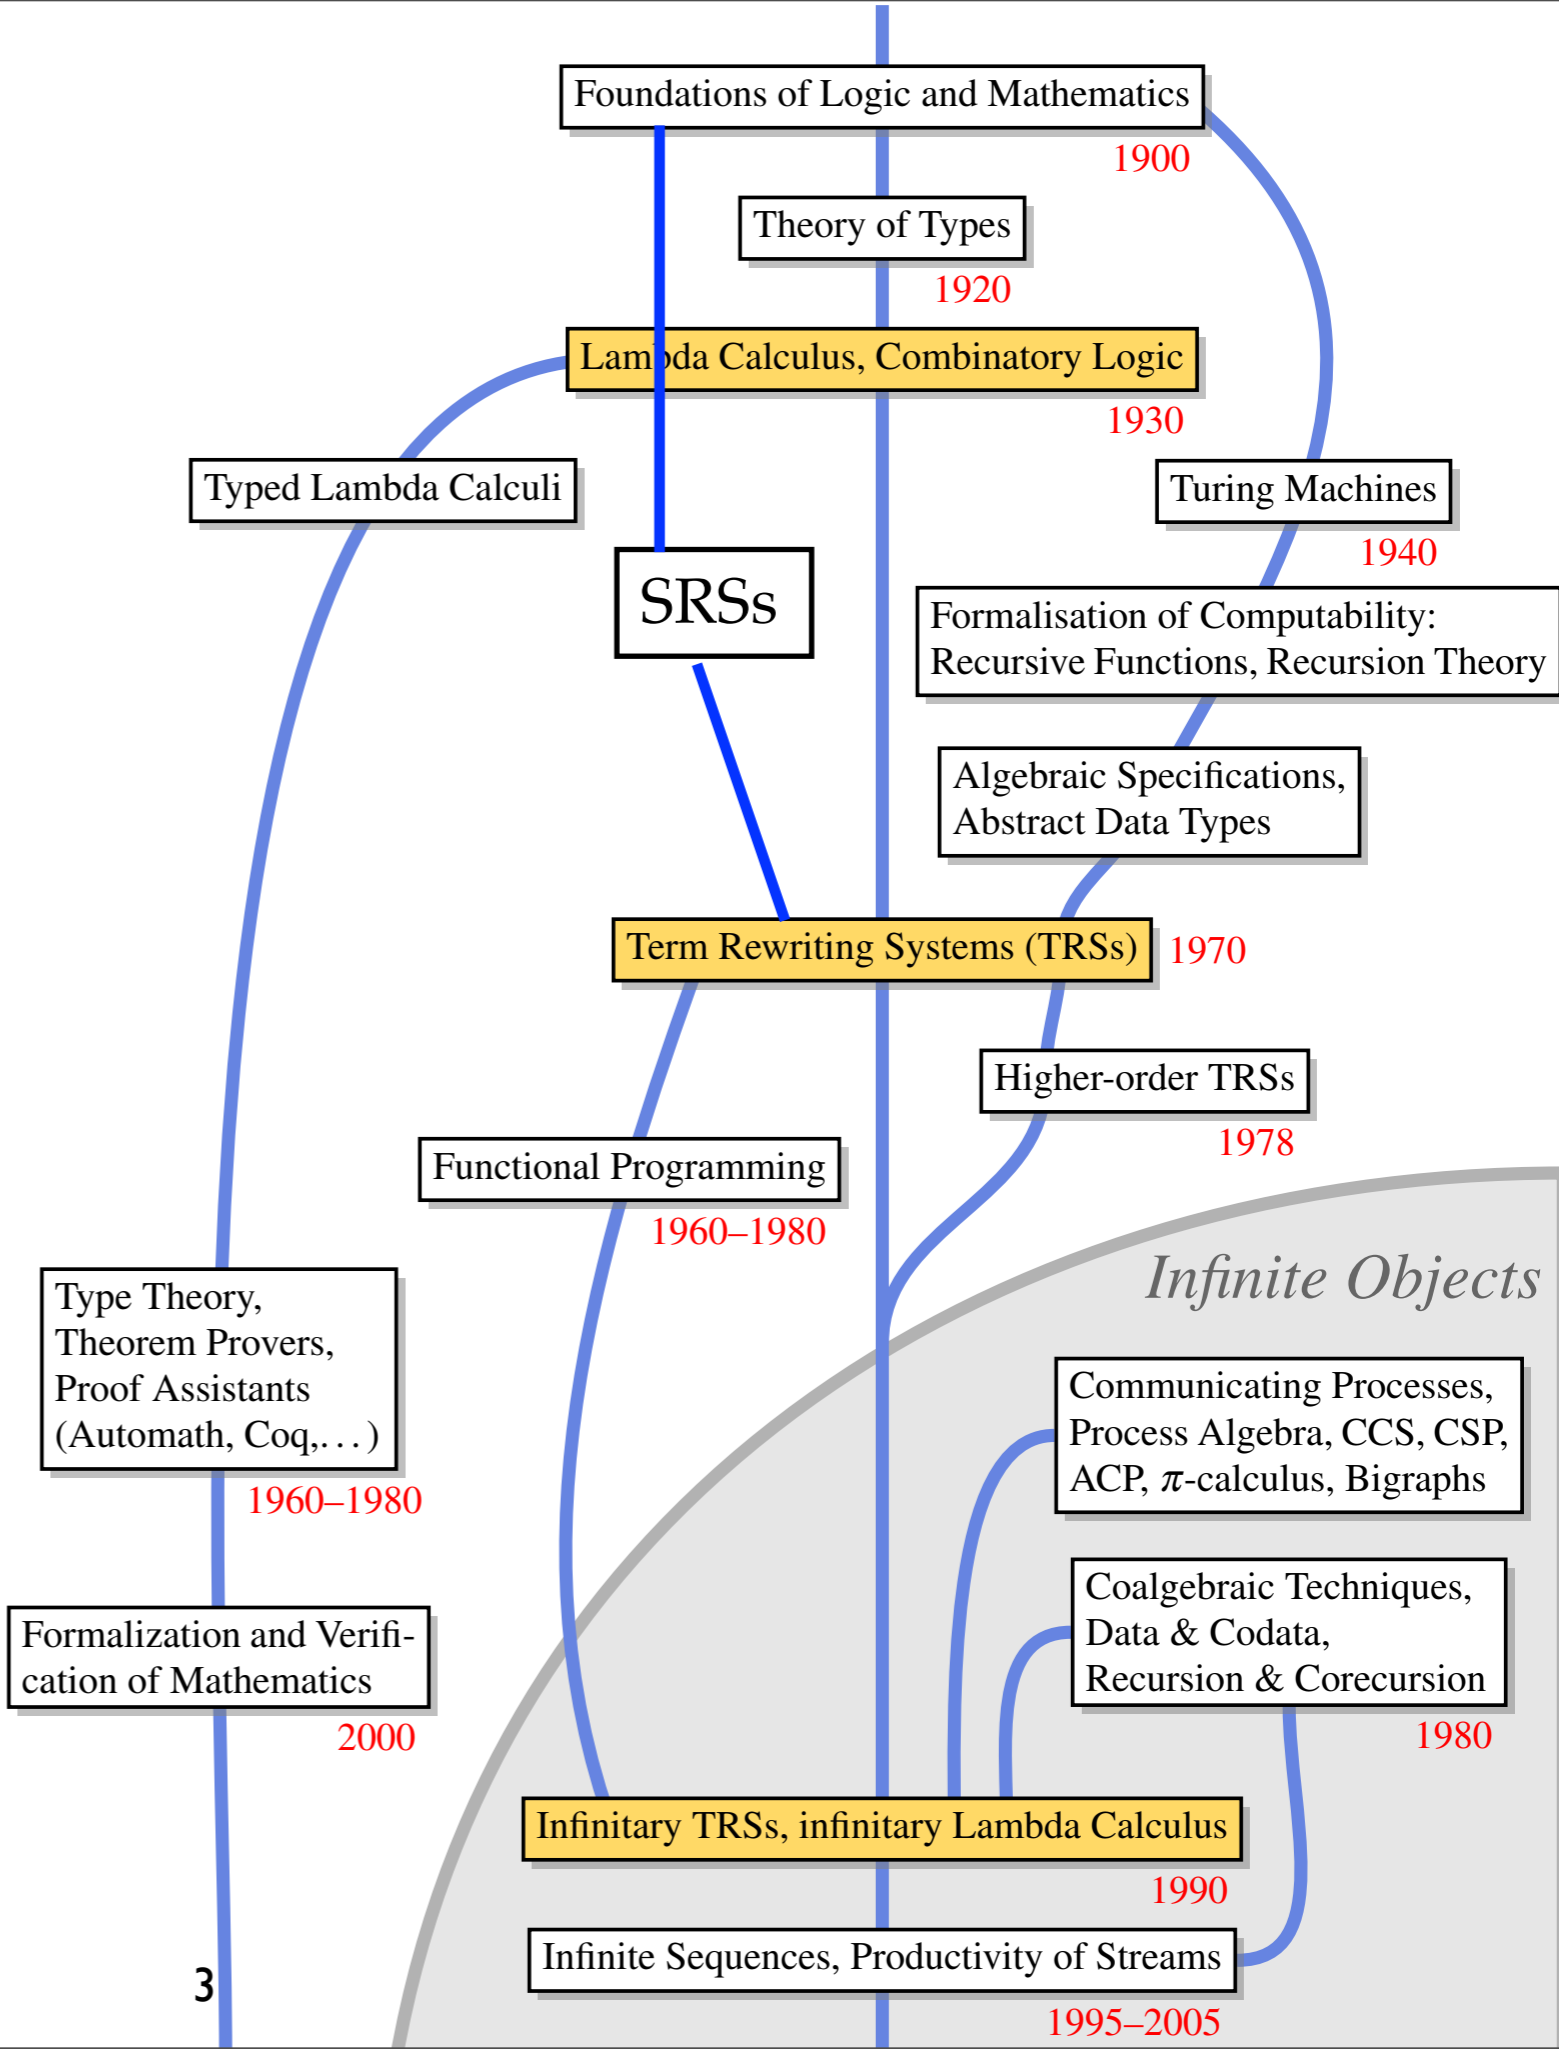 Foundations of Logic and Mathematics
1900
Theory of Types
1920
Lambda Calculus, Combinatory Logic
1930
Typed Lambda Calculi
Turing Machines
1940
SRSs
Formalisation of Computability:
Recursive Functions, Recursion Theory
Algebraic Specifications,
Abstract Data Types
Term Rewriting Systems (TRSs)
1970
Higher-order TRSs
1978
Functional Programming
1960–1980
Infinite Objects
Type Theory,
Theorem Provers,
Proof Assistants
(Automath, Coq,…)
1960–1980
Communicating Processes,
Process Algebra, CCS, CSP,
ACP, π-calculus, Bigraphs
Coalgebraic Techniques,
Data & Codata,
Recursion & Corecursion
1980
Formalization and Verifi-
cation of Mathematics
2000
Infinitary TRSs, infinitary Lambda Calculus
1990
Infinite Sequences, Productivity of Streams
1995–2005
3